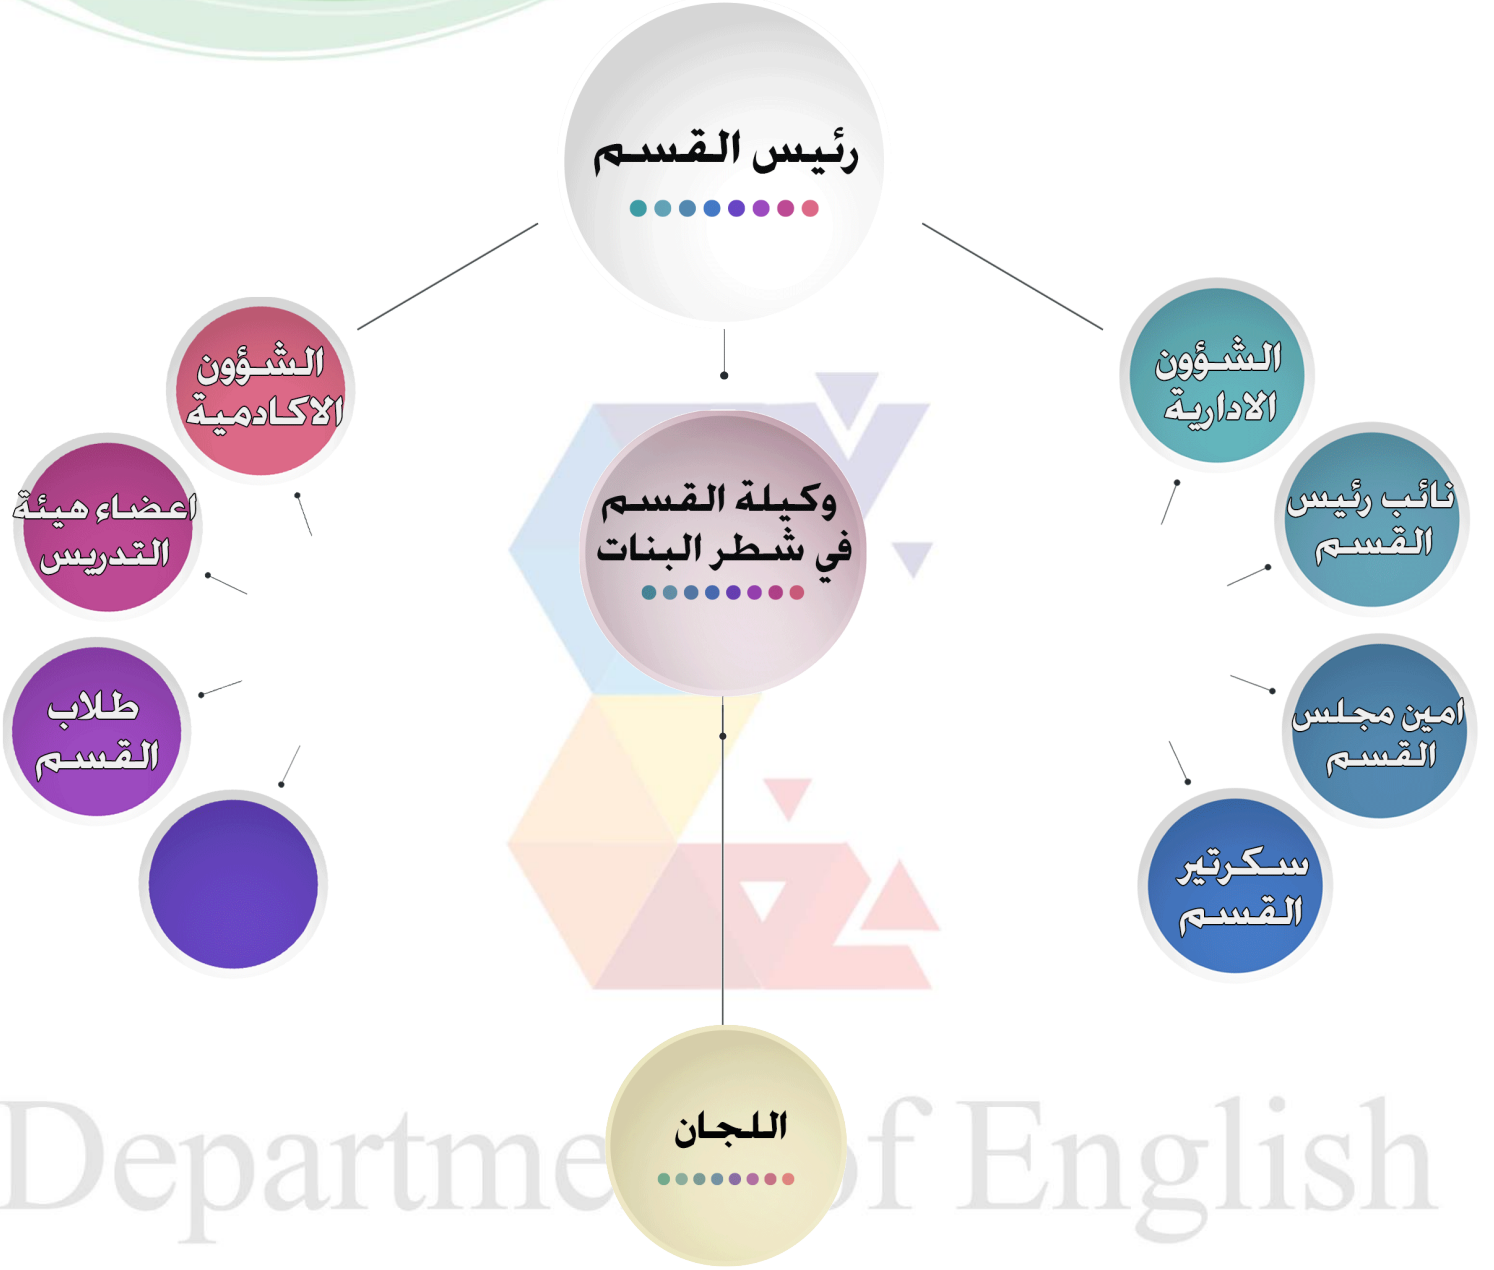 رئيس القسم
الشؤون
الادارية
نائب رئيس
القسم
امين مجلس
القسم
سكرتير
القسم
وكيلة القسم
في شطر البنات
الشؤون
الاكادمية
اعضاء هيئة
التدريس
طلاب
القسم
اللجان
Departme of English